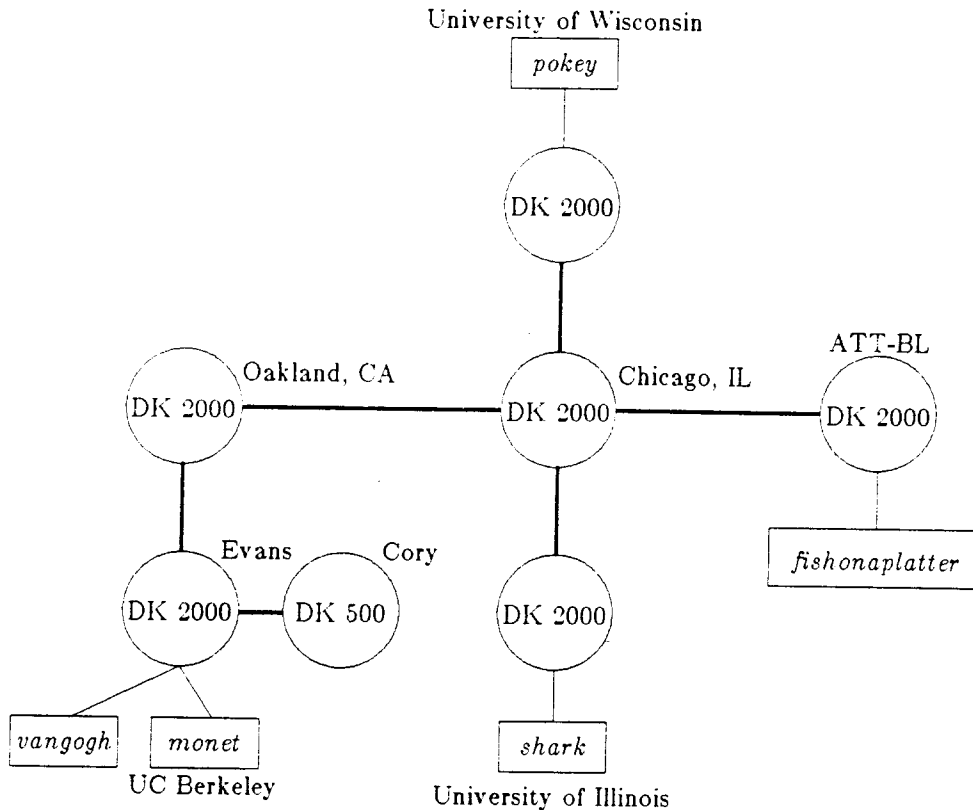 University of Wisconsin
pokey
DK 2000
Oakland, CA
Chicago, IL
ATT-BL
DK 2000
DK 2000
DK 2000
Evans
Cory
fishonaplatter
DK 2000
DK 500
DK 2000
vangogh
monet
shark
UC Berkeley
University of Illinois